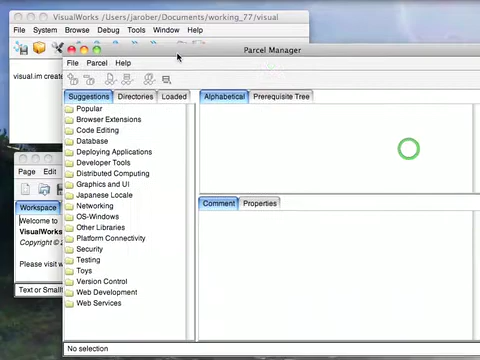 VisualWorks /Users/jarober/Documents/working_77/visual
File System Browse Debug Tools Window Help
visual.im create
Parcel Manager
File Parcel Help
Suggestions Directories Loaded
Alphabetical Prerequisite Tree
Popular
Browser Extensions
Code Editing
Database
Deploying Applications
Developer Tools
Distributed Computing
Graphics and UI
Japanese Locale
Networking
OS-Windows
Other Libraries
Platform Connectivity
Security
Testing
Toys
Version Control
Web Development
Web Services
Comment Properties
No selection
Page Edit
Workspace
Welcome to
VisualWorks
Copyright ©
Please visit w
Text or Smallt